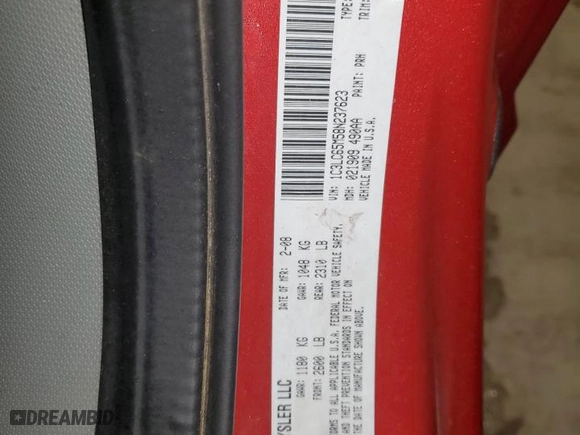 YSLER LLC
DATE OF MFR: 2-08
GAWR: 1180 KG
GAWR: 1048 KG
FRONT: 2600 LB
REAR: 2310 LB
ORMS TO ALL APPLICABLE U.S.A. FEDERAL MOTOR VEHICLE SAFETY,
AND THEFT PREVENTION STANDARDS IN EFFECT ON
THE DATE OF MANUFACTURE SHOWN ABOVE.
VIN: 1C3LC65M58N237623
TYPE:
MDH: 021909 490AA
PAINT: PRH
TRIM:
VEHICLE MADE IN U.S.A.
DREAMBID